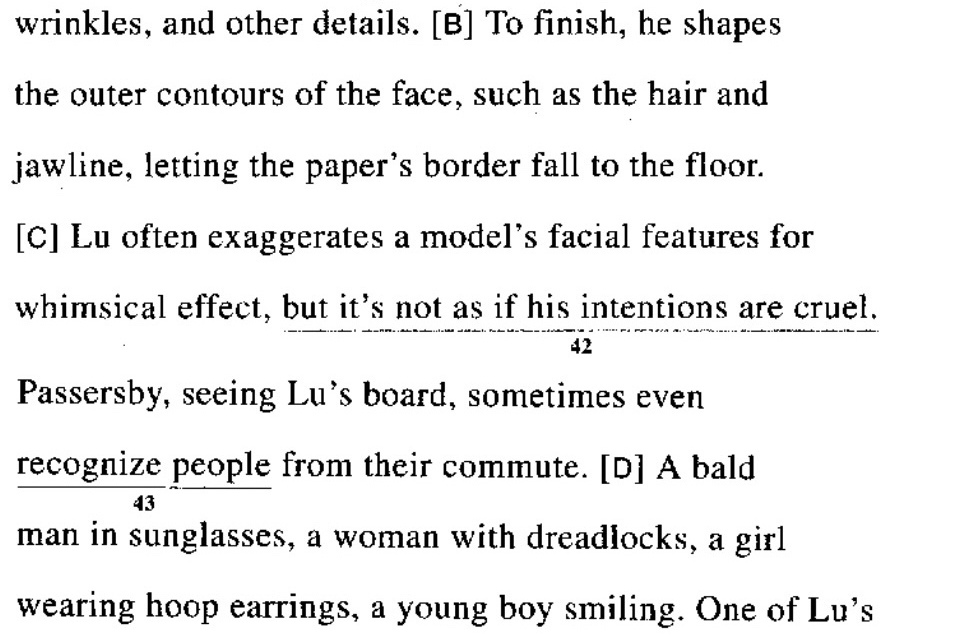 wrinkles, and other details. [B] To finish, he shapes
the outer contours of the face, such as the hair and
jawline, letting the paper's border fall to the floor.
[C] Lu often exaggerates a model's facial features for
whimsical effect, but it's not as if his intentions are cruel.
42
Passersby, seeing Lu's board, sometimes even
recognize people from their commute. [D] A bald
43
man in sunglasses, a woman with dreadlocks, a girl
wearing hoop earrings, a young boy smiling. One of Lu's